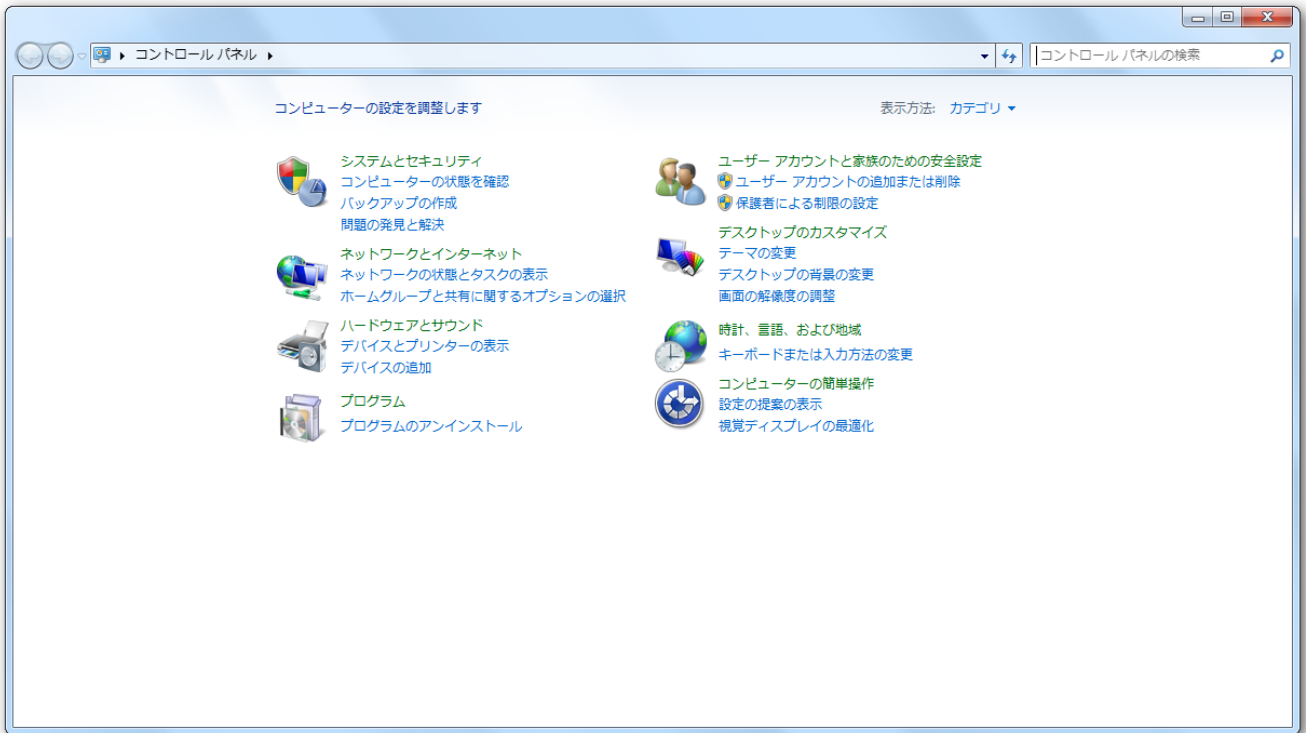 コントロール パネル
コントロール パネルの検索
コンピューターの設定を調整します
表示方法: カテゴリ
システムとセキュリティ
コンピューターの状態を確認
バックアップの作成
問題の発見と解決
ネットワークとインターネット
ネットワークの状態とタスクの表示
ホームグループと共有に関するオプションの選択
ハードウェアとサウンド
デバイスとプリンターの表示
デバイスの追加
プログラム
プログラムのアンインストール
ユーザー アカウントと家族のための安全設定
ユーザー アカウントの追加または削除
保護者による制限の設定
デスクトップのカスタマイズ
テーマの変更
デスクトップの背景の変更
画面の解像度の調整
時計、言語、および地域
キーボードまたは入力方法の変更
コンピューターの簡単操作
設定の提案の表示
視覚ディスプレイの最適化